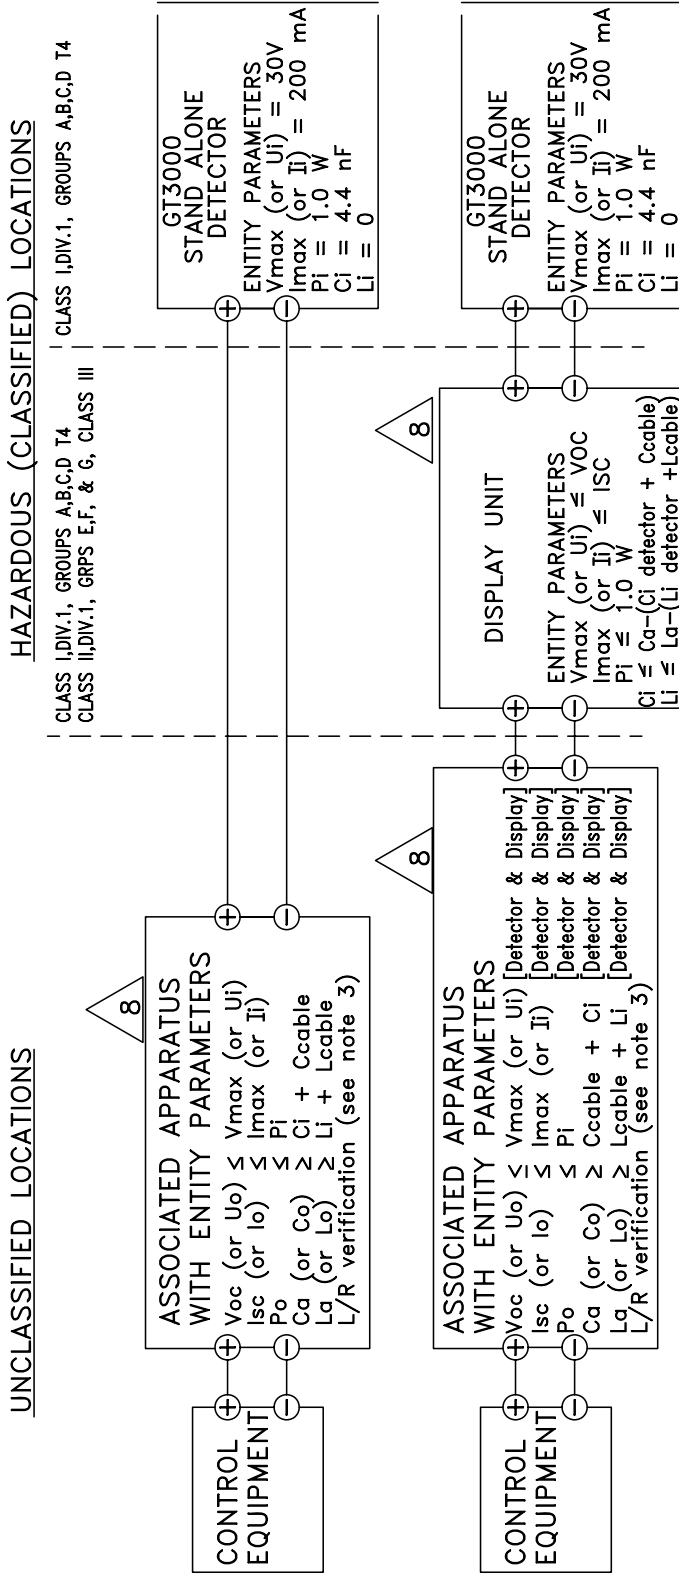 UNCLASSIFIED LOCATIONS
HAZARDOUS (CLASSIFIED) LOCATIONS
CLASS I,DIV.1, GROUPS A,B,C,D T4
CLASS II,DIV.1, GRPS E,F, & G, CLASS III
CLASS I,DIV.1, GROUPS A,B,C,D T4
CONTROL
EQUIPMENT
+
−
+
−
8
ASSOCIATED APPARATUS
WITH ENTITY PARAMETERS
Voc (or Uo) ≤ Vmax (or Ui)
Isc (or Io) ≤ Imax (or Ii)
Po ≤ Pi
Ca (or Co) ≥ Ci + Ccable
La (or Lo) ≥ Li + Lcable
L/R verification (see note 3)
+
−
+
−
GT3000
STAND ALONE
DETECTOR
ENTITY PARAMETERS
Vmax (or Ui) = 30V
Imax (or Ii) = 200 mA
Pi = 1.0 W
Ci = 4.4 nF
Li = 0
CONTROL
EQUIPMENT
+
−
+
−
8
ASSOCIATED APPARATUS
WITH ENTITY PARAMETERS
Voc (or Uo) ≤ Vmax (or Ui) [Detector & Display]
Isc (or Io) ≤ Imax (or Ii) [Detector & Display]
Po ≤ Pi [Detector & Display]
Ca (or Co) ≥ Ccable + Ci [Detector & Display]
La (or Lo) ≥ Lcable + Li [Detector & Display]
L/R verification (see note 3)
+
−
+
−
8
DISPLAY UNIT
ENTITY PARAMETERS
Vmax (or Ui) ≤ VOC
Imax (or Ii) ≤ ISC
Pi ≤ 1.0 W
Ci ≤ Ca-(Ci detector + Ccable)
Li ≤ La-(Li detector +Lcable)
+
−
+
−
GT3000
STAND ALONE
DETECTOR
ENTITY PARAMETERS
Vmax (or Ui) = 30V
Imax (or Ii) = 200 mA
Pi = 1.0 W
Ci = 4.4 nF
Li = 0